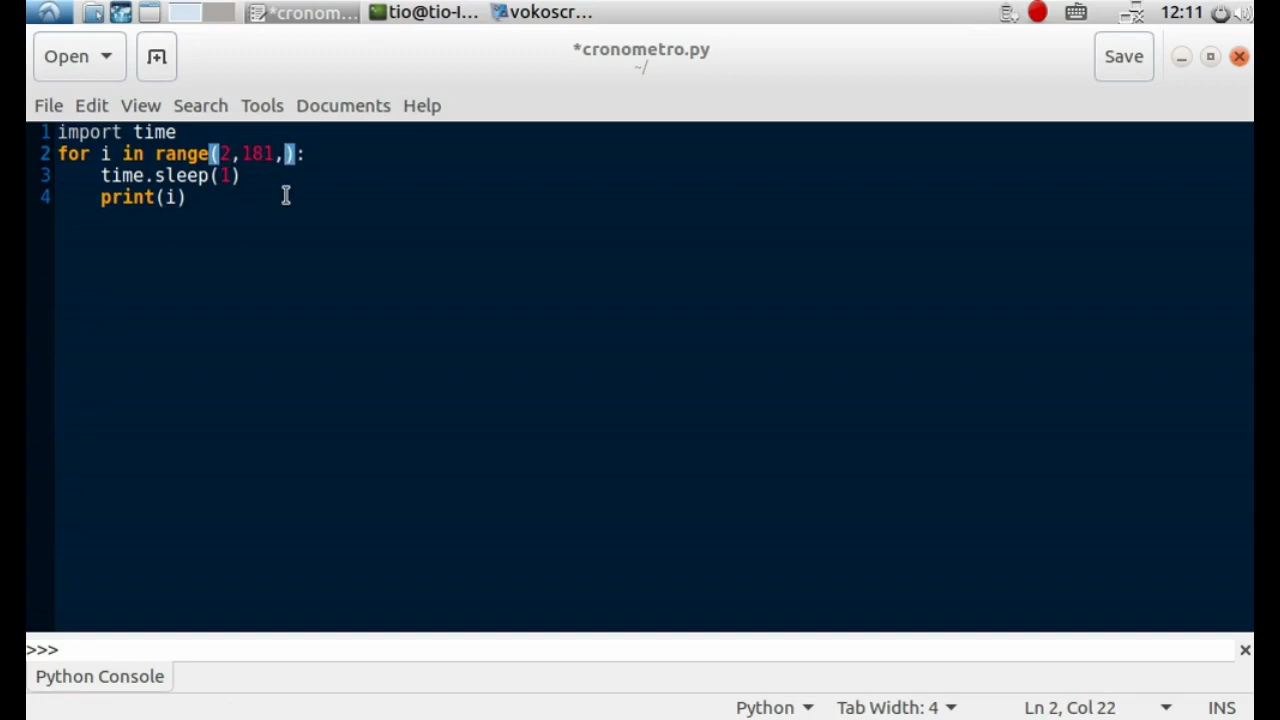 *cronom... tio@tio-l... vokoscr... 12:11
Open *cronometro.py Save
~/
File Edit View Search Tools Documents Help
1 import time
2 for i in range(2,181,):
3     time.sleep(1)
4     print(i)
>>>
Python Console
Python Tab Width: 4 Ln 2, Col 22 INS